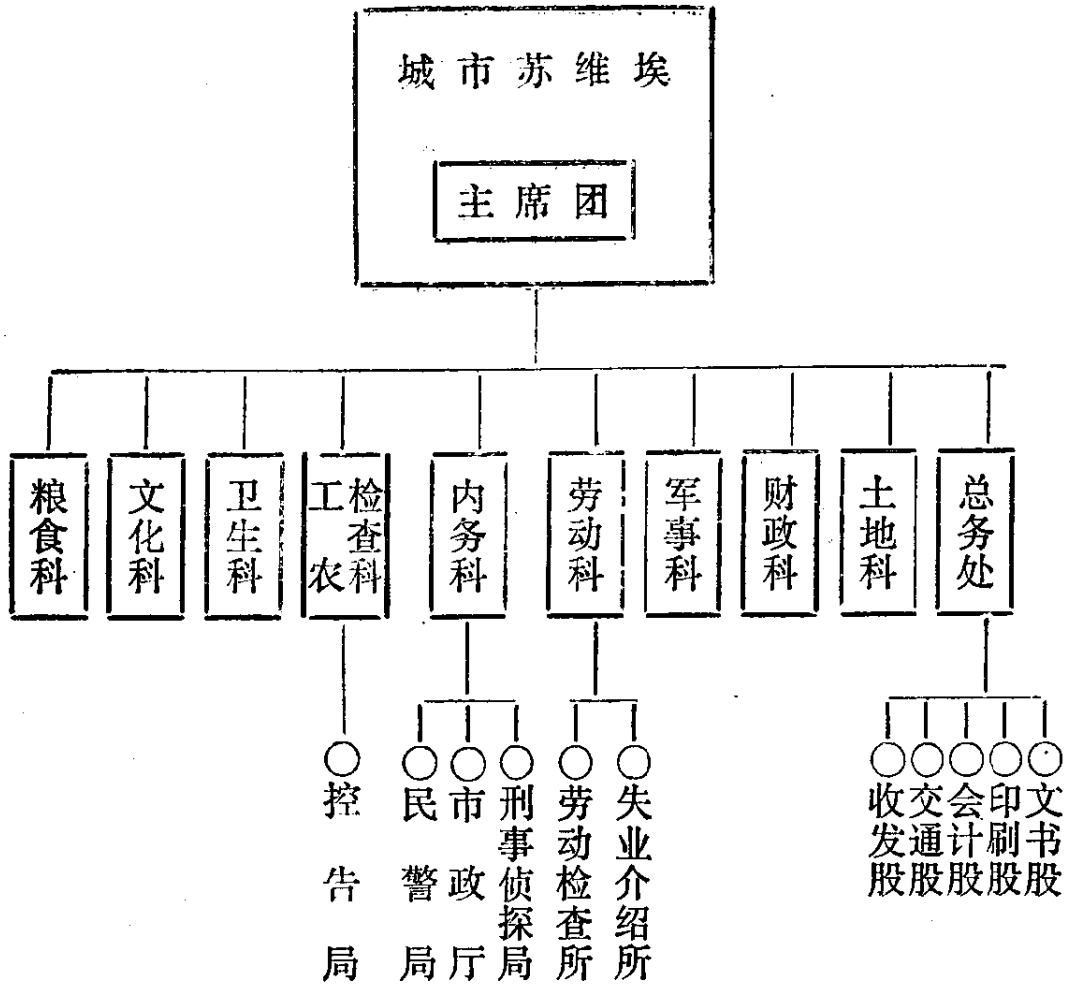 城市苏维埃
主席团
粮食科
文化科
卫生科
工农检查科
内务科
劳动科
军事科
财政科
土地科
总务处
控告局
民警局
市政厅
刑事侦探局
劳动检查所
失业介绍所
收发股
交通股
会计股
印刷股
文书股